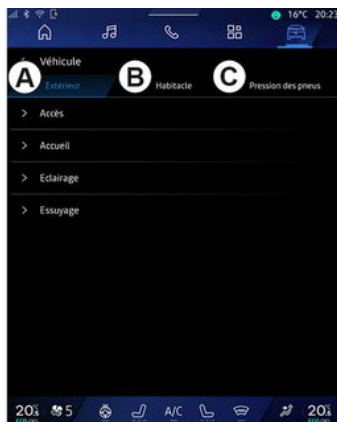 16°C 20:23
Véhicule
A Extérieur B Habitacle C Pression des pneus
Accès
Accueil
Eclairage
Essuyage
20 5 A/C 20